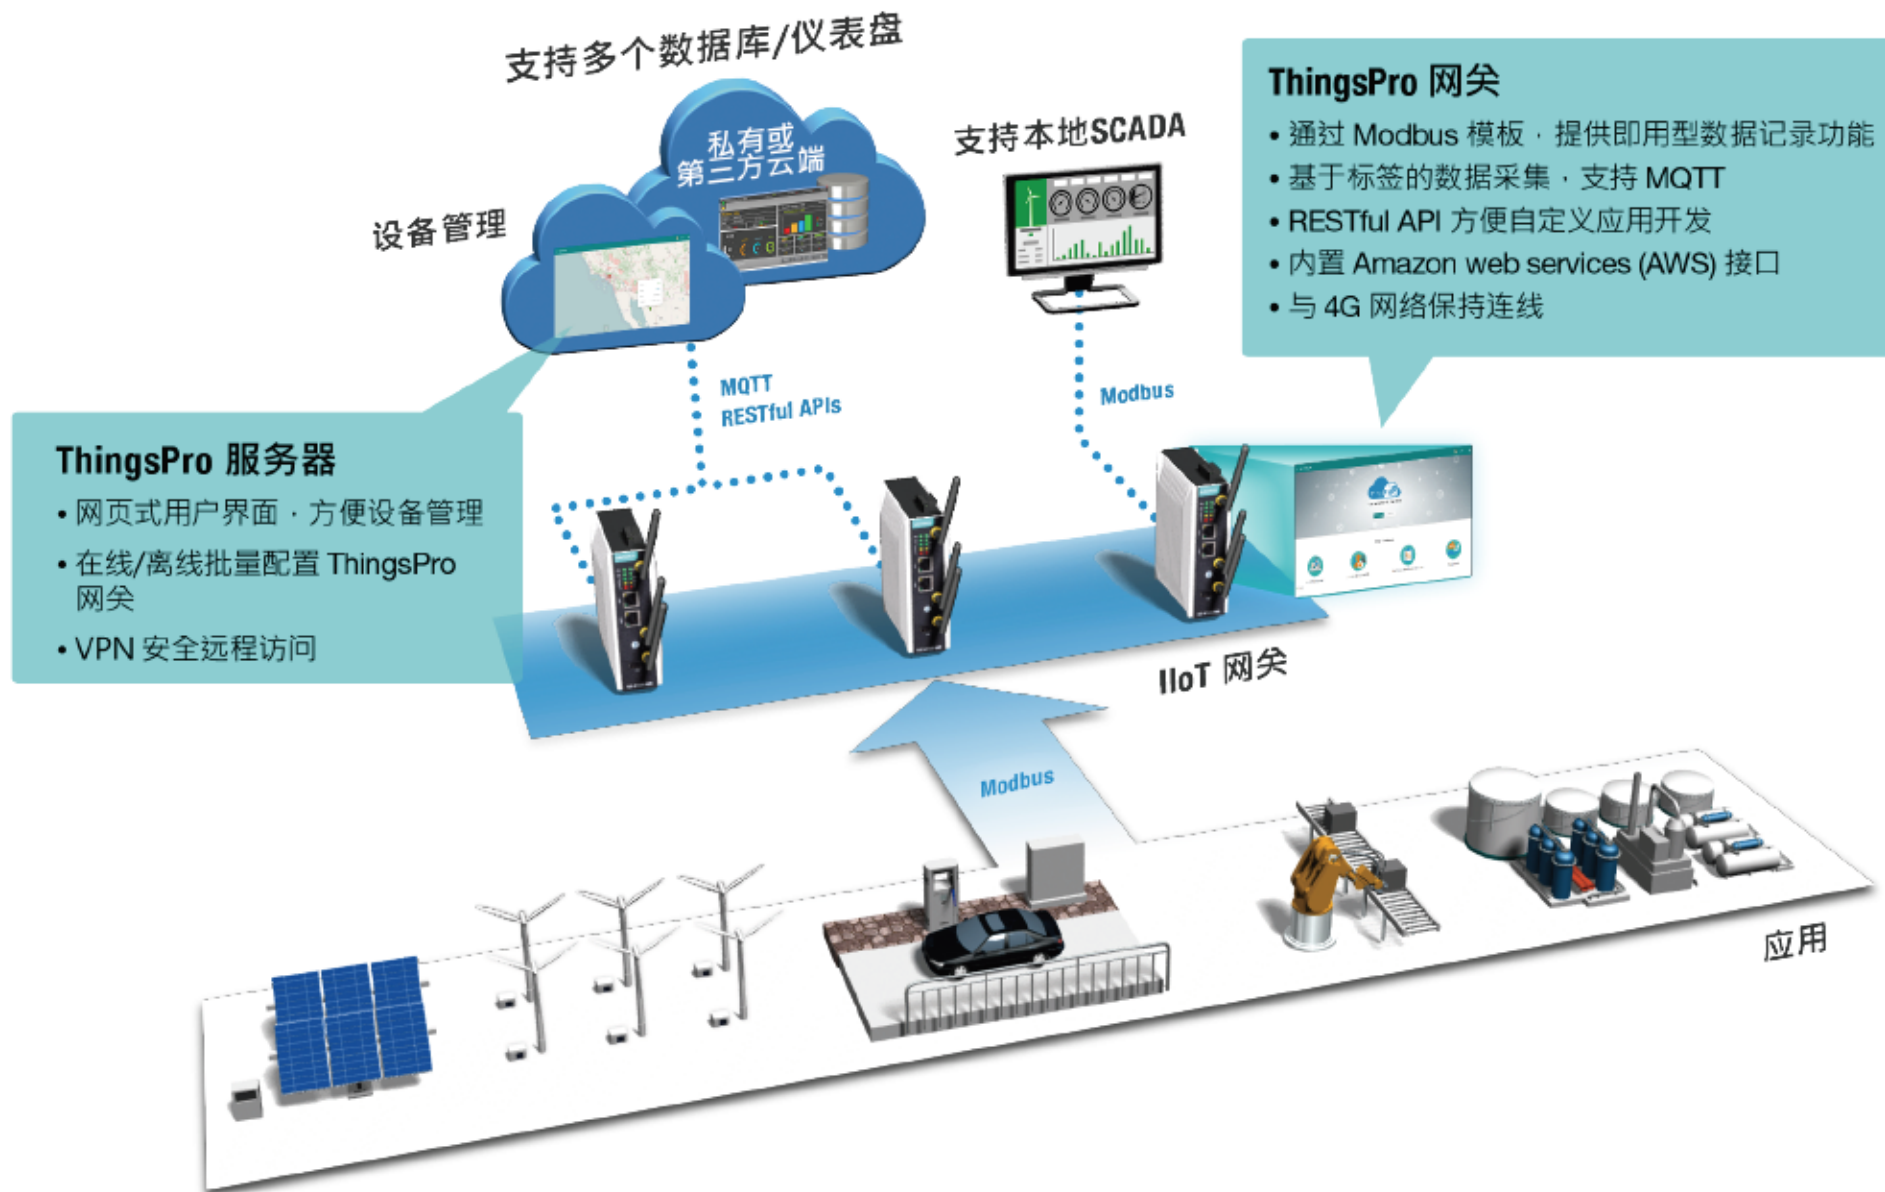 支持多个数据库/仪表盘
私有或
第三方云端
设备管理
支持本地SCADA
ThingsPro 网关
• 通过 Modbus 模板，提供即用型数据记录功能
• 基于标签的数据采集，支持 MQTT
• RESTful API 方便自定义应用开发
• 内置 Amazon web services (AWS) 接口
• 与 4G 网络保持连线
MQTT
RESTful APIs
Modbus
ThingsPro 服务器
• 网页式用户界面，方便设备管理
• 在线/离线批量配置 ThingsPro
网关
• VPN 安全远程访问
IIoT 网关
Modbus
应用